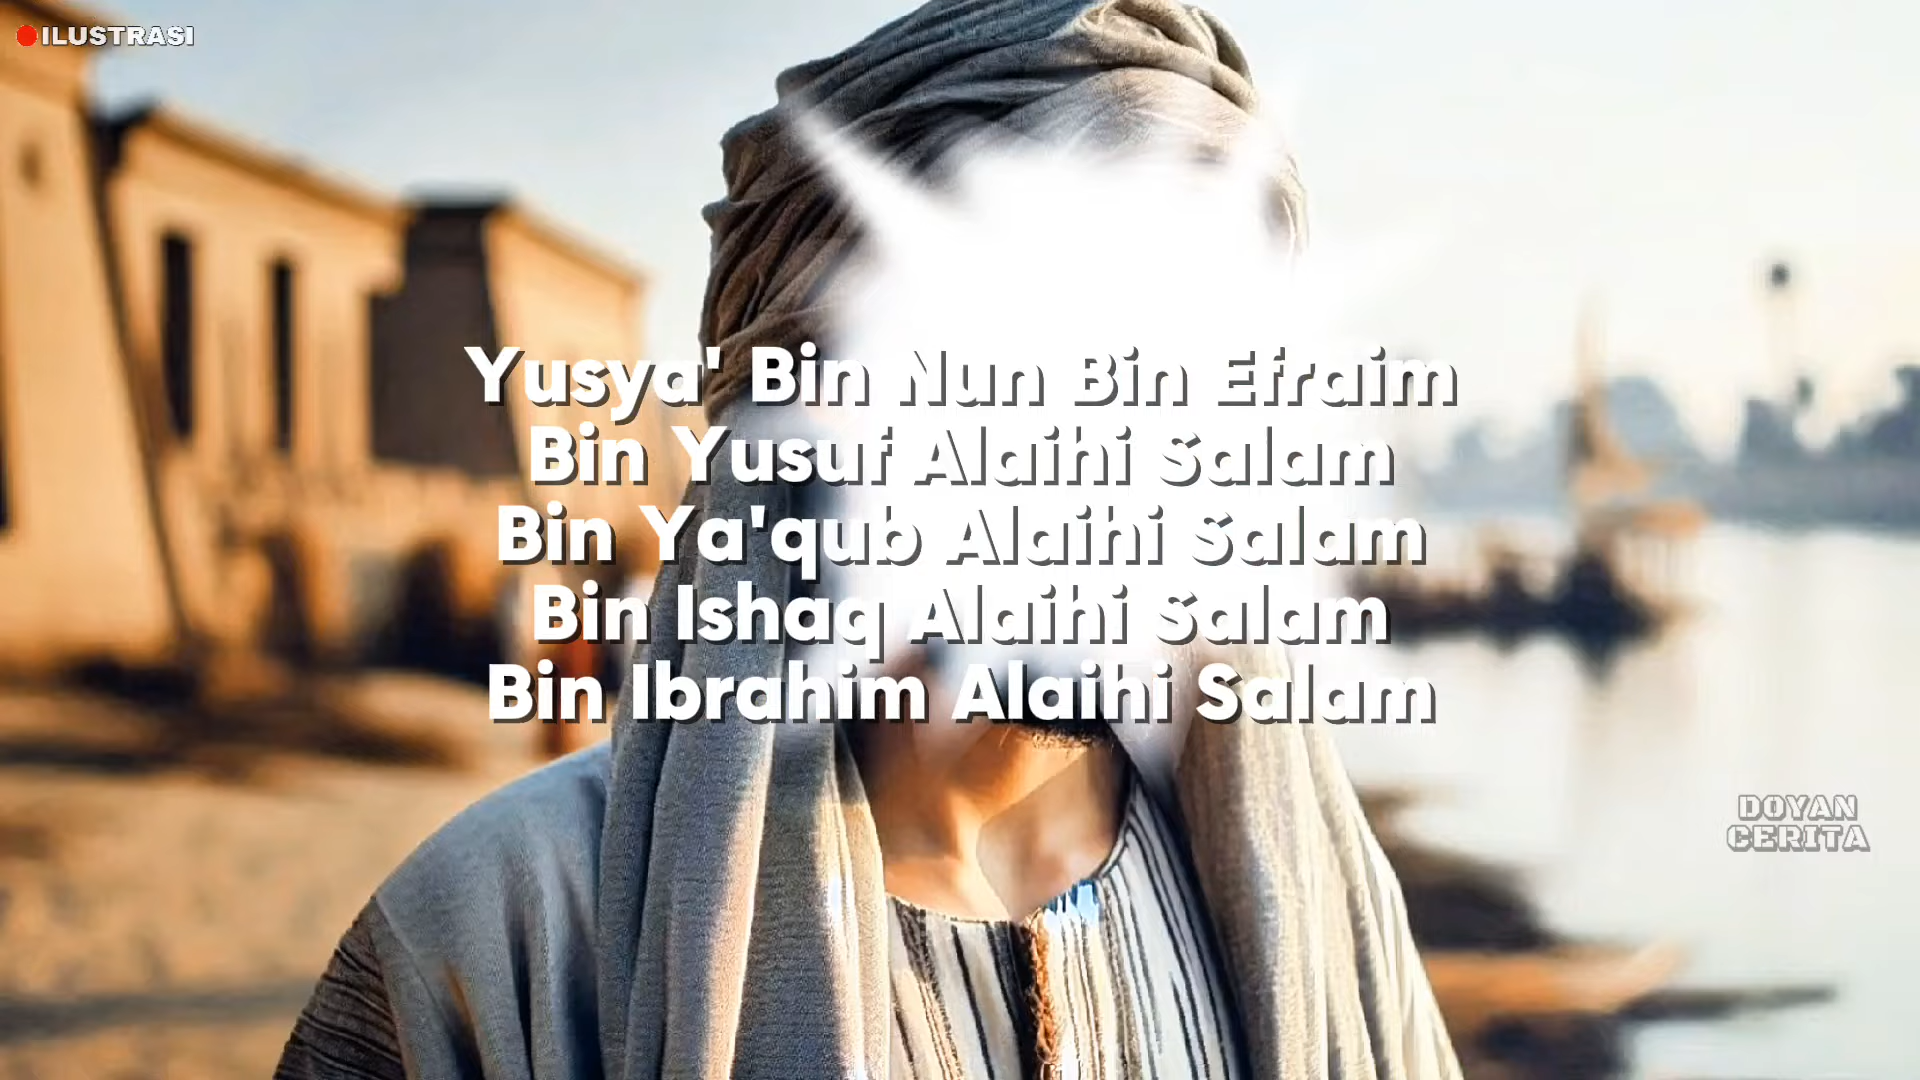 ILUSTRASI
Yusya' Bin Nun Bin Efraim
Bin Yusuf Alaihi Salam
Bin Ya'qub Alaihi Salam
Bin Ishaq Alaihi Salam
Bin Ibrahim Alaihi Salam
DOYAN
CERITA